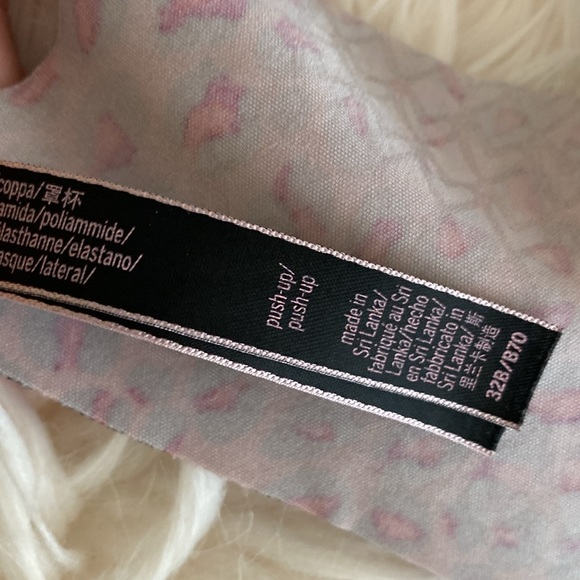 coppa/罩杯
amida/poliammide/
lasthanne/elastano/
asque/lateral/
push-up/
push-up
made in
Sri Lanka/
fabriqué au Sri
Lanka/hecho
en Sri Lanka/
fabbricato in
Sri Lanka/ 斯
里兰卡制造
32B/B70